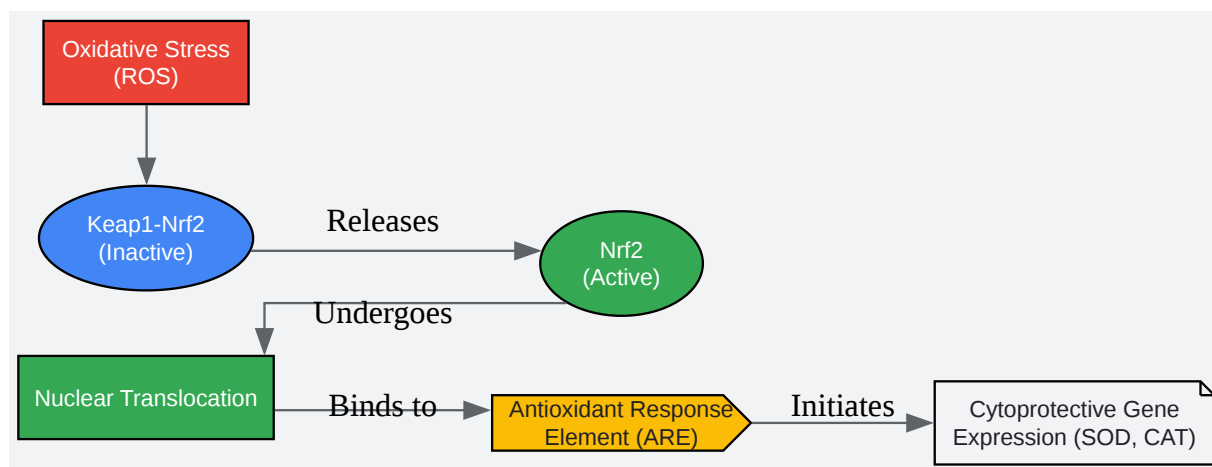 Oxidative Stress
(ROS)
Keap1-Nrf2
(Inactive)
Releases
Nrf2
(Active)
Undergoes
Nuclear Translocation
Binds to
Antioxidant Response
Element (ARE)
Initiates
Cytoprotective Gene
Expression (SOD, CAT)